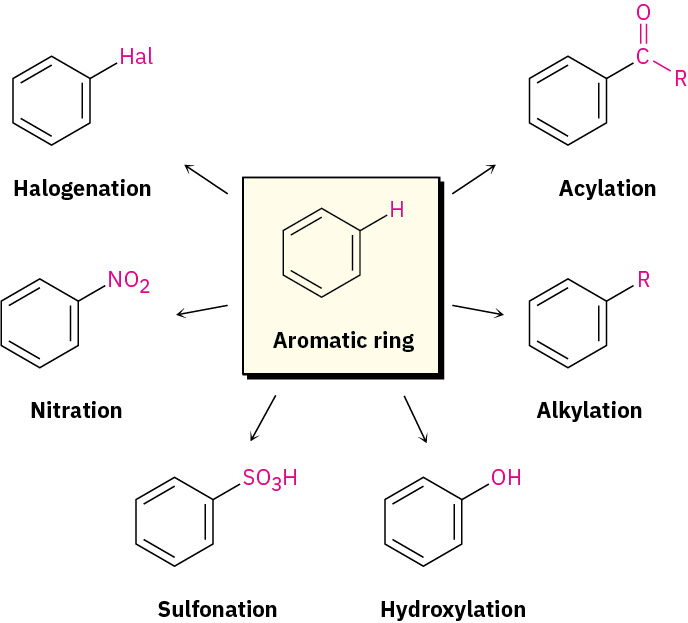 Hal
O
C
R
Halogenation
Acylation
H
NO₂
R
Aromatic ring
Nitration
Alkylation
SO₃H
OH
Sulfonation
Hydroxylation